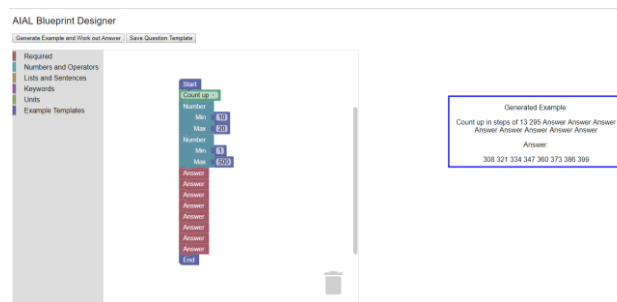 AIAL Blueprint Designer
Generate Example and Work out Answer Save Question Template
Required
Numbers and Operators
Lists and Sentences
Keywords
Units
Example Templates
Start
Count up
Number
Min 10
Max 20
Number
Min 1
Max 500
Answer
Answer
Answer
Answer
Answer
Answer
Answer
Answer
End
Generated Example:
Count up in steps of 13 295 Answer Answer Answer
Answer Answer Answer Answer Answer
Answer:
308 321 334 347 360 373 386 399